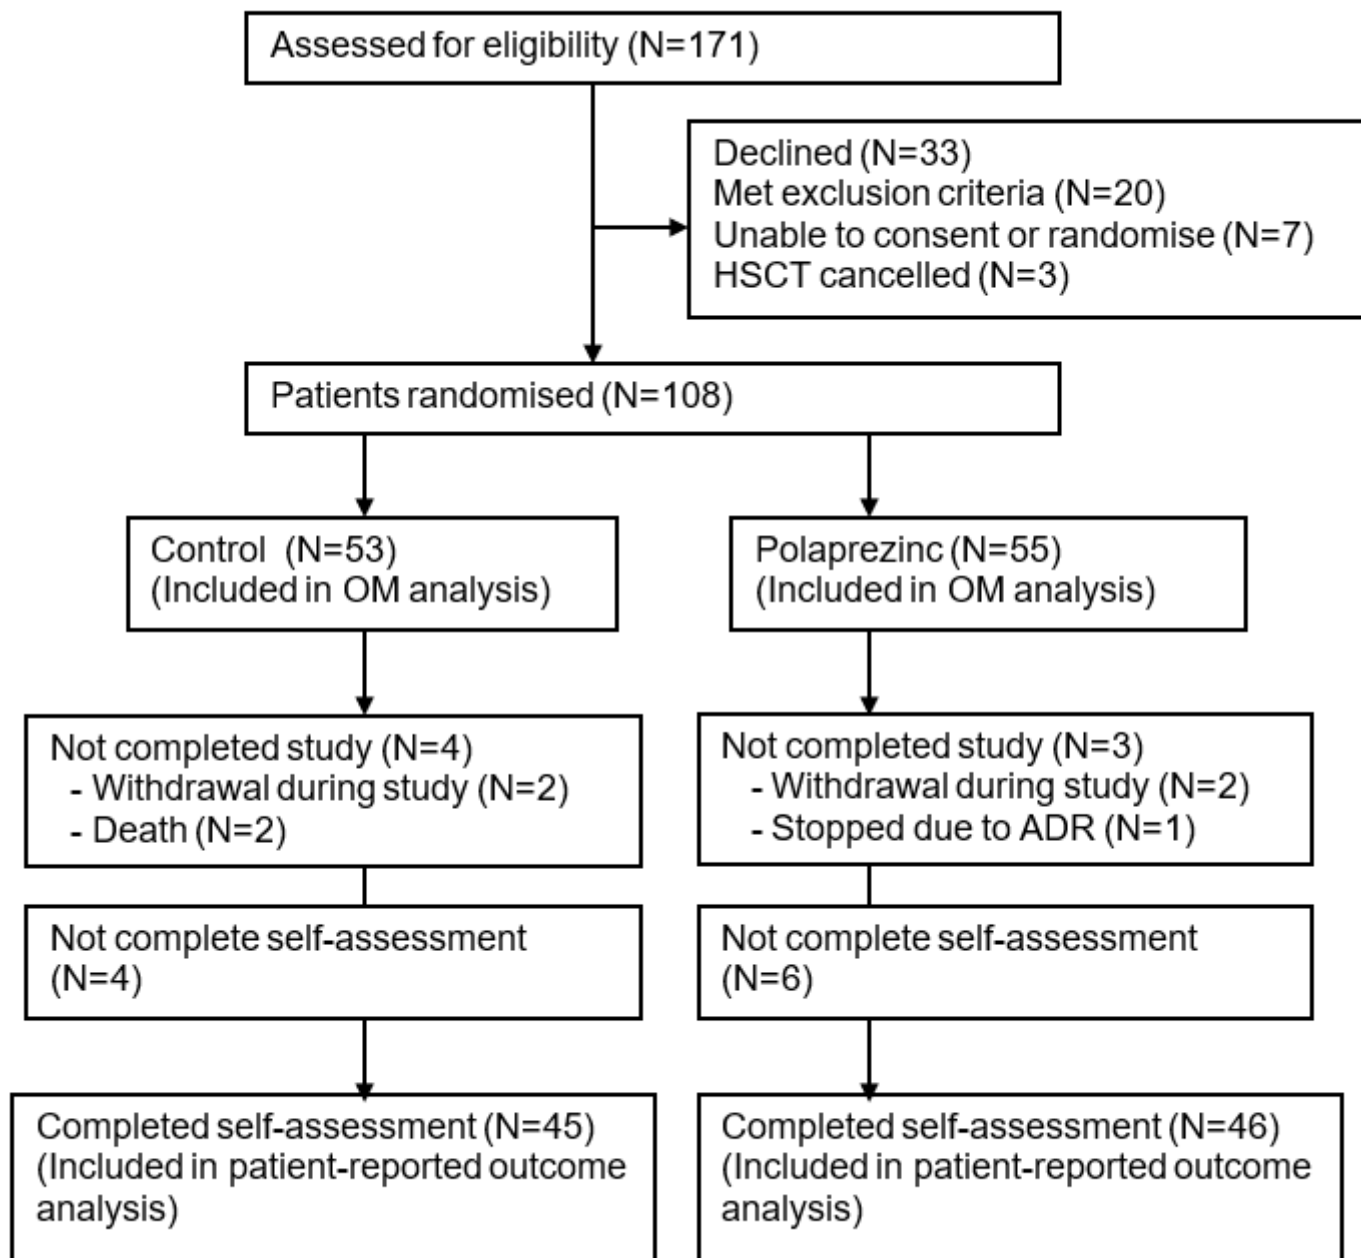 Assessed for eligibility (N=171)
Declined (N=33)
Met exclusion criteria (N=20)
Unable to consent or randomise (N=7)
HSCT cancelled (N=3)
Patients randomised (N=108)
Control (N=53)
(Included in OM analysis)
Polaprezinc (N=55)
(Included in OM analysis)
Not completed study (N=4)
- Withdrawal during study (N=2)
- Death (N=2)
Not completed study (N=3)
- Withdrawal during study (N=2)
- Stopped due to ADR (N=1)
Not complete self-assessment
(N=4)
Not complete self-assessment
(N=6)
Completed self-assessment (N=45)
(Included in patient-reported outcome
analysis)
Completed self-assessment (N=46)
(Included in patient-reported outcome
analysis)